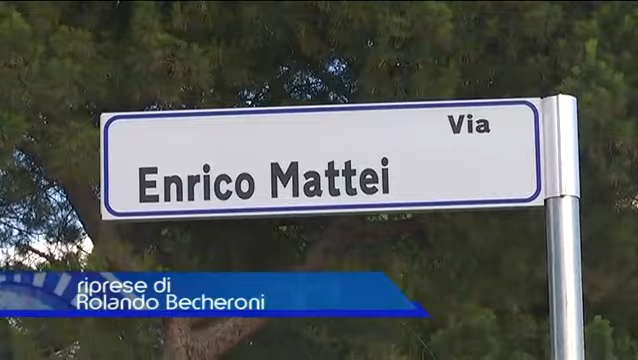 Via
Enrico Mattei
riprese di
Rolando Becheroni